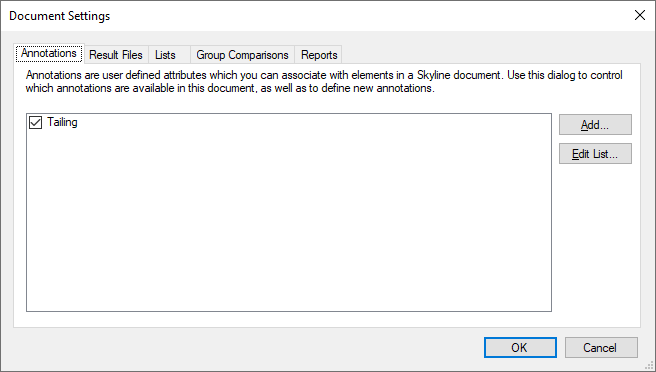 Document Settings
Annotations Result Files Lists Group Comparisons Reports
Annotations are user defined attributes which you can associate with elements in a Skyline document. Use this dialog to control
which annotations are available in this document, as well as to define new annotations.
Tailing
Add...
Edit List...
OK Cancel